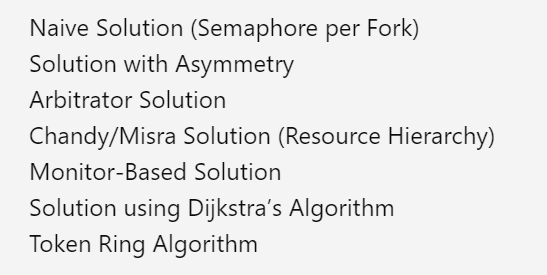 Naive Solution (Semaphore per Fork)
Solution with Asymmetry
Arbitrator Solution
Chandy/Misra Solution (Resource Hierarchy)
Monitor-Based Solution
Solution using Dijkstra’s Algorithm
Token Ring Algorithm